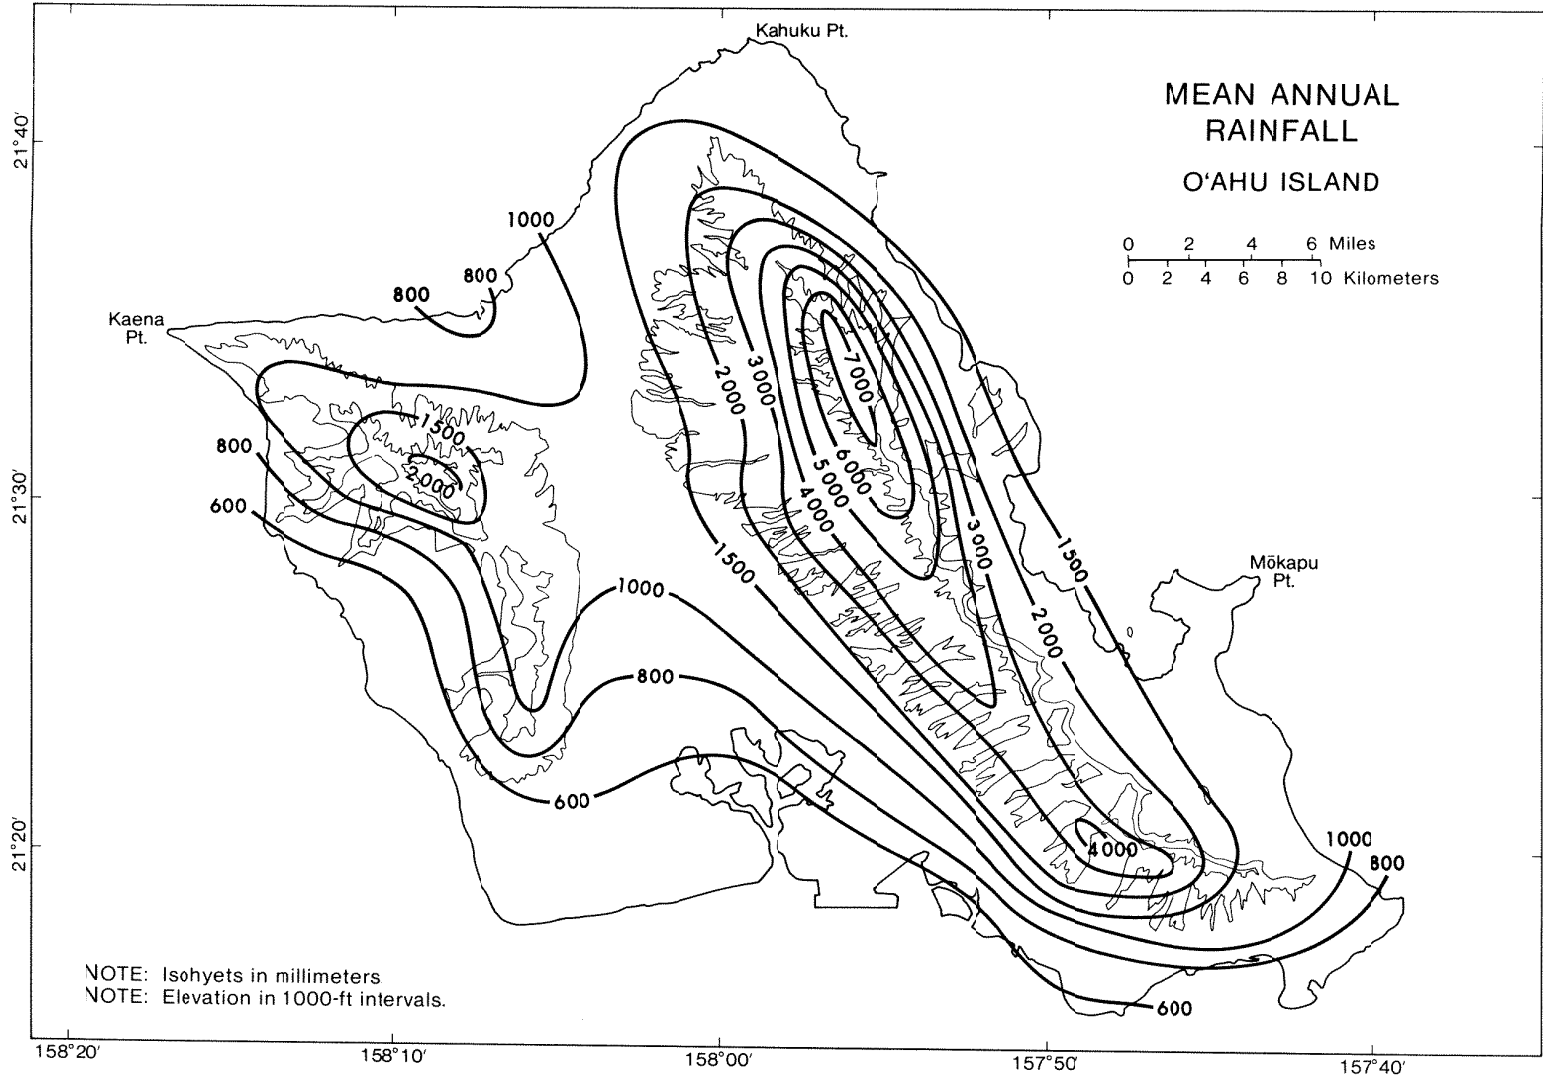 Kahuku Pt.
MEAN ANNUAL
RAINFALL
O'AHU ISLAND
0 2 4 6 Miles
0 2 4 6 8 10 Kilometers
21°40′
21°30′
21°20′
1000
800
800
Kaena
Pt.
1500
2000
800
600
2000
3000
7000
6000
5000
4000
3000
1500
1500
2000
1000
800
600
Mōkapu
Pt.
4000
1000
800
600
NOTE: Isohyets in millimeters
NOTE: Elevation in 1000-ft intervals.
158°20′
158°10′
158°00′
157°50′
157°40′